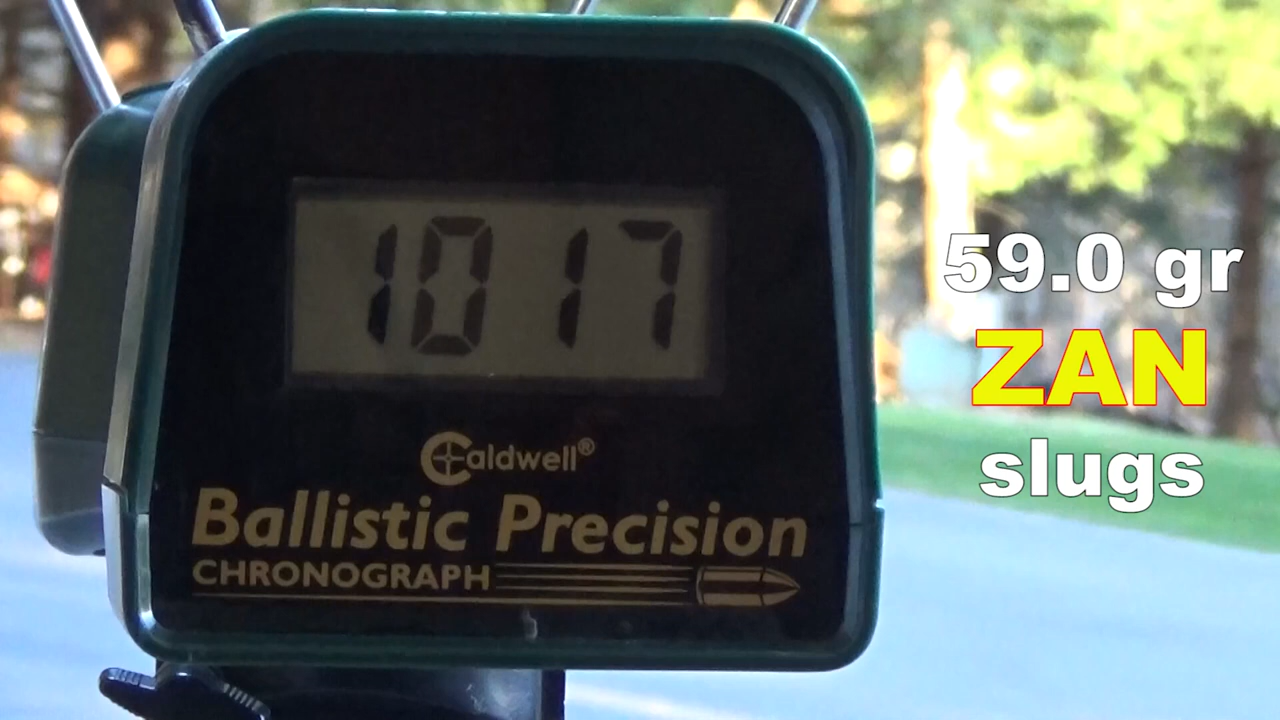 1017
Caldwell®
Ballistic Precision
CHRONOGRAPH
59.0 gr
ZAN
slugs